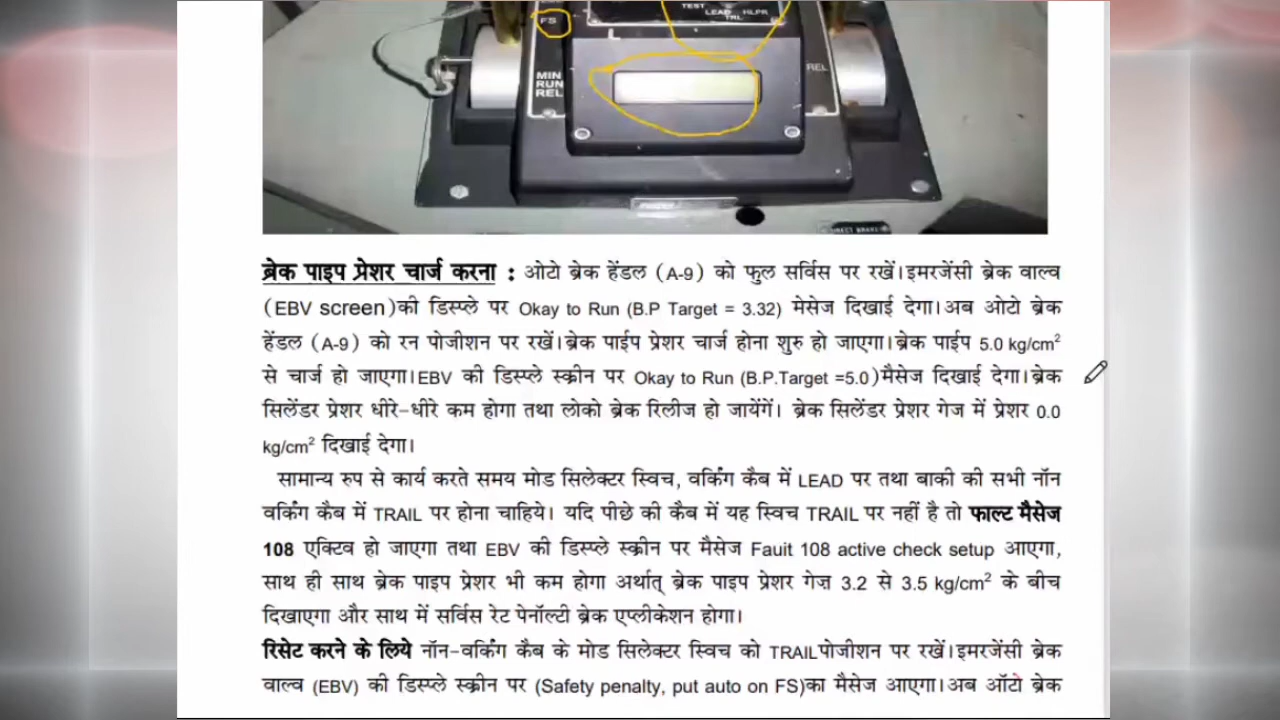 TEST
LEAD HLPR
TRL
FS
L
MIN
RUN
REL
REL
DIRECT BRAKE
ब्रेक पाइप प्रेशर चार्ज करना : ओटो ब्रेक हेंडल (A-9) को फुल सर्विस पर रखें।इमरजेंसी ब्रेक वाल्व
(EBV screen)की डिस्प्ले पर Okay to Run (B.P Target = 3.32) मेसेज दिखाई देगा।अब ओटो ब्रेक
हेंडल (A-9) को रन पोजीशन पर रखें।ब्रेक पाईप प्रेशर चार्ज होना शुरु हो जाएगा।ब्रेक पाईप 5.0 kg/cm²
से चार्ज हो जाएगा।EBV की डिस्प्ले स्क्रीन पर Okay to Run (B.P.Target =5.0)मैसेज दिखाई देगा।ब्रेक
सिलेंडर प्रेशर धीरे-धीरे कम होगा तथा लोको ब्रेक रिलीज हो जायेंगें। ब्रेक सिलेंडर प्रेशर गेज में प्रेशर 0.0
kg/cm² दिखाई देगा।
सामान्य रुप से कार्य करते समय मोड सिलेक्टर स्विच, वर्किंग कैब में LEAD पर तथा बाकी की सभी नॉन
वर्किंग कैब में TRAIL पर होना चाहिये। यदि पीछे की कैब में यह स्विच TRAIL पर नहीं है तो फाल्ट मैसेज
108 एक्टिव हो जाएगा तथा EBV की डिस्प्ले स्क्रीन पर मैसेज Fauit 108 active check setup आएगा,
साथ ही साथ ब्रेक पाइप प्रेशर भी कम होगा अर्थात् ब्रेक पाइप प्रेशर गेज़ 3.2 से 3.5 kg/cm² के बीच
दिखाएगा और साथ में सर्विस रेट पेनॉल्टी ब्रेक एप्लीकेशन होगा।
रिसेट करने के लिये नॉन-वर्किंग कैब के मोड सिलेक्टर स्विच को TRAILपोजीशन पर रखें।इमरजेंसी ब्रेक
वाल्व (EBV) की डिस्प्ले स्क्रीन पर (Safety penalty, put auto on FS)का मैसेज आएगा।अब ऑटो ब्रेक